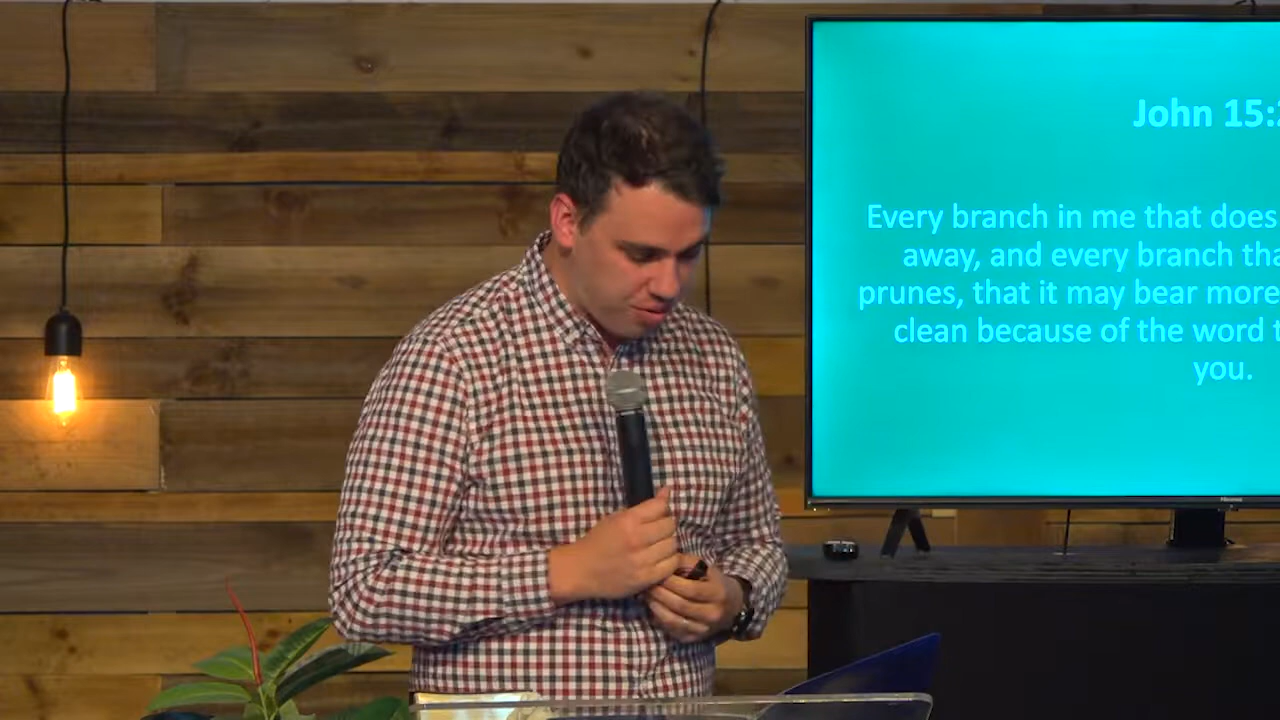 John 15:
Every branch in me that does
away, and every branch tha
prunes, that it may bear more
clean because of the word t
you.
Hisense